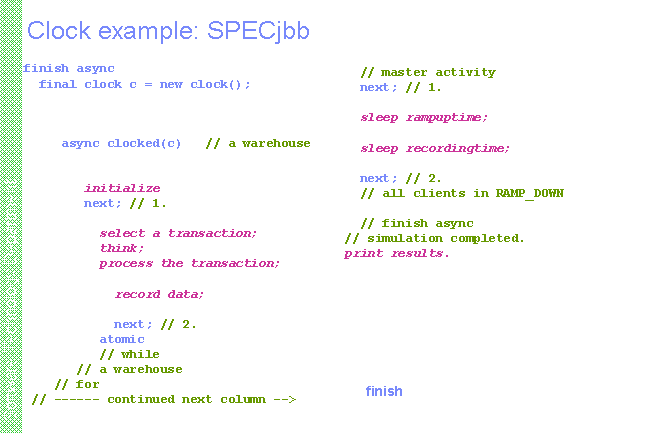 Clock example: SPECjbb
finish async
final clock c = new clock();
async clocked(c) // a warehouse
initialize
next; // 1.
select a transaction;
think;
process the transaction;
record data;
next; // 2.
atomic
// while
// a warehouse
// for
// ------ continued next column -->
// master activity
next; // 1.
sleep rampuptime;
sleep recordingtime;
next; // 2.
// all clients in RAMP_DOWN
// finish async
// simulation completed.
print results.
finish